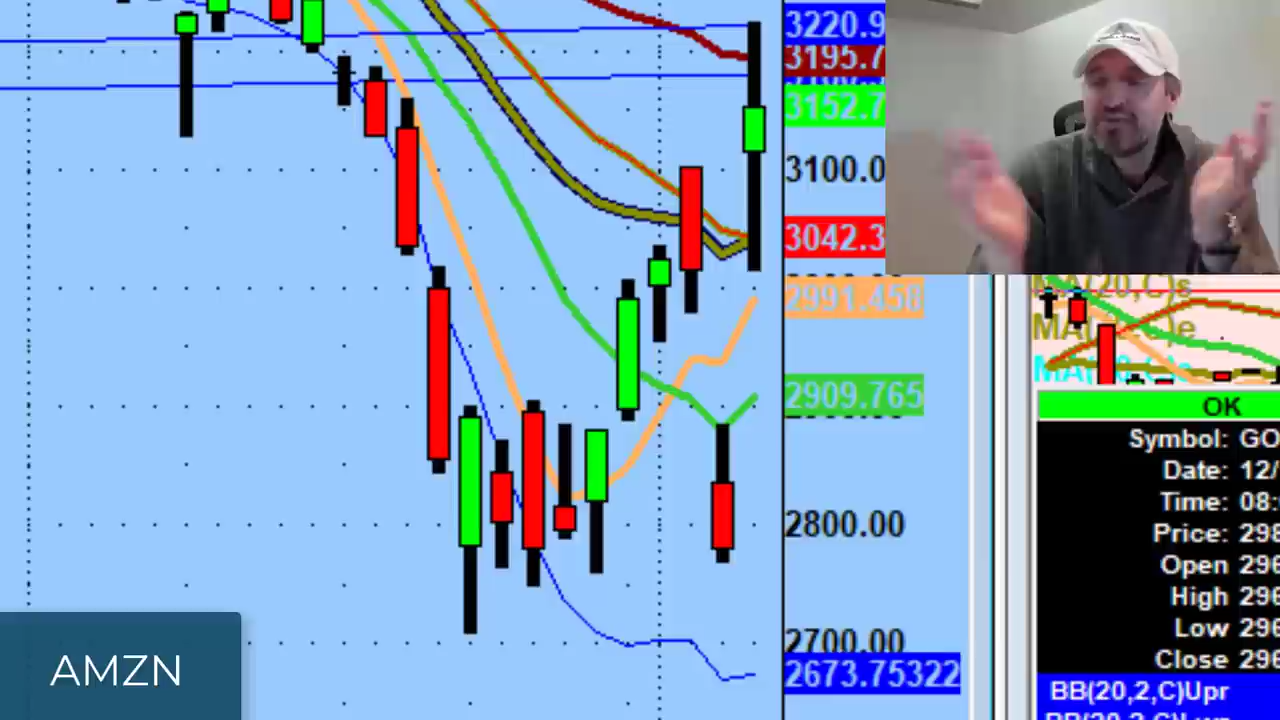 3220.9
3195.7
3152.7
3100.0
3042.3
2991.450
2909.765
2800.00
2700.00
2673.75322
MA(20,C)s
OK
Symbol: GO
Date: 12/
Time: 08:
Price: 298
Open 296
High 296
Low 296
Close 296
BB(20,2,C)Upr
AMZN